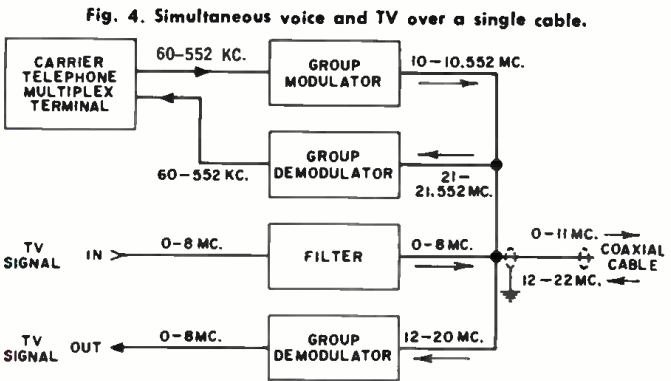 Fig. 4. Simultaneous voice and TV over a single cable.
CARRIER
TELEPHONE
MULTIPLEX
TERMINAL
60-552 KC.
GROUP
MODULATOR
10-10.552 MC.
60-552 KC.
GROUP
DEMODULATOR
21-
21.552 MC.
TV
SIGNAL
IN
0-8 MC.
FILTER
0-8 MC.
0-11 MC.
COAXIAL
CABLE
12-22 MC.
TV
SIGNAL
OUT
0-8 MC.
GROUP
DEMODULATOR
12-20 MC.